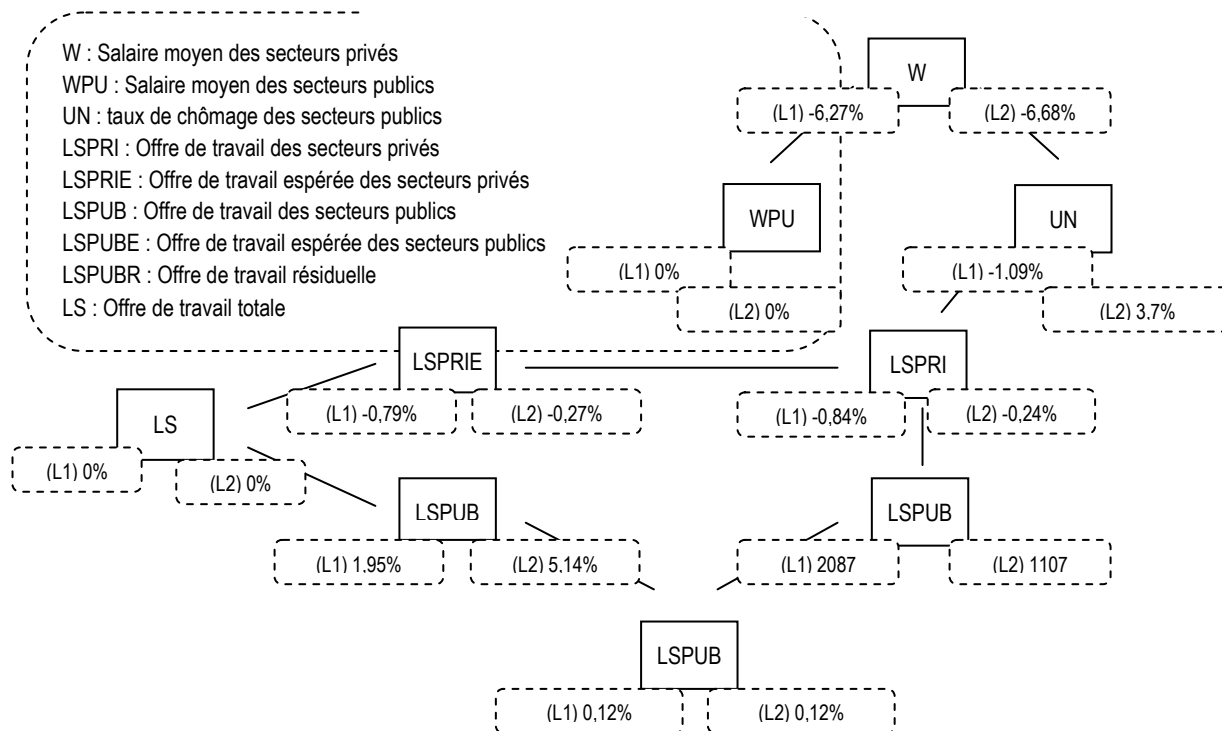 W : Salaire moyen des secteurs privés
WPU : Salaire moyen des secteurs publics
UN : taux de chômage des secteurs publics
LSPRI : Offre de travail des secteurs privés
LSPRIE : Offre de travail espérée des secteurs privés
LSPUB : Offre de travail des secteurs publics
LSPUBE : Offre de travail espérée des secteurs publics
LSPUBR : Offre de travail résiduelle
LS : Offre de travail totale
W
(L1) -6,27%
(L2) -6,68%
WPU
UN
(L1) 0%
(L2) 0%
(L1) -1.09%
(L2) 3,7%
LSPRIE
LSPRI
(L1) -0,79%
(L2) -0,27%
(L1) -0,84%
(L2) -0,24%
LS
(L1) 0%
(L2) 0%
LSPUB
LSPUB
(L1) 1,95%
(L2) 5,14%
(L1) 2087
(L2) 1107
LSPUB
(L1) 0,12%
(L2) 0,12%